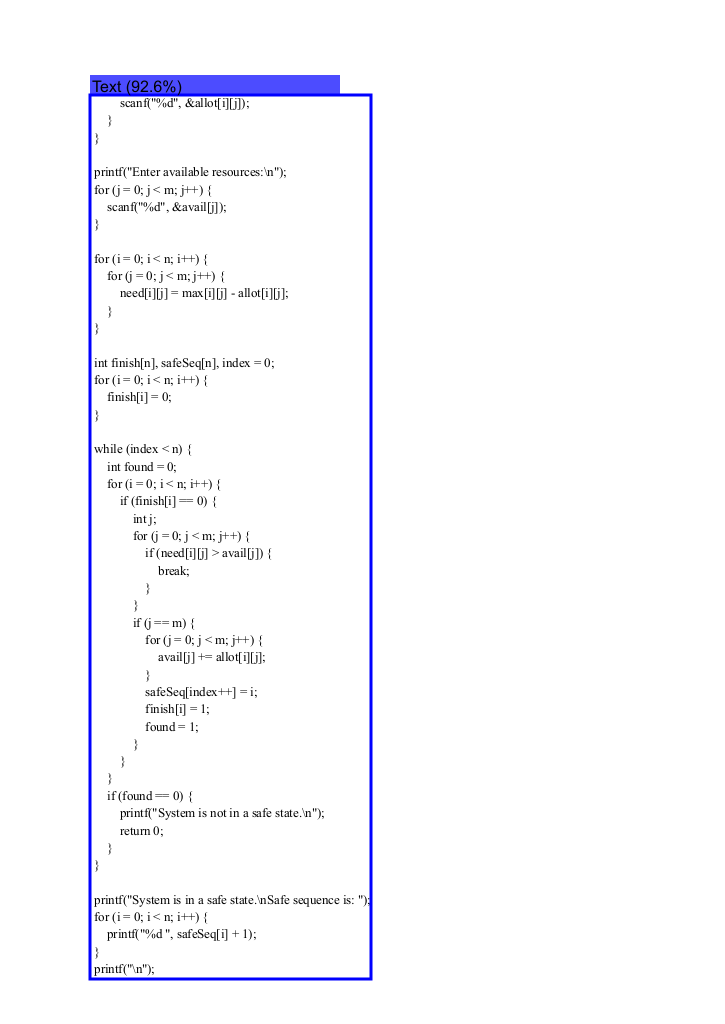 Text (92.6%)
        scanf("%d", &allot[i][j]);
    }
}

printf("Enter available resources:\n");
for (j = 0; j < m; j++) {
    scanf("%d", &avail[j]);
}

for (i = 0; i < n; i++) {
    for (j = 0; j < m; j++) {
        need[i][j] = max[i][j] - allot[i][j];
    }
}

int finish[n], safeSeq[n], index = 0;
for (i = 0; i < n; i++) {
    finish[i] = 0;
}

while (index < n) {
    int found = 0;
    for (i = 0; i < n; i++) {
        if (finish[i] == 0) {
            int j;
            for (j = 0; j < m; j++) {
                if (need[i][j] > avail[j]) {
                    break;
                }
            }
            if (j == m) {
                for (j = 0; j < m; j++) {
                    avail[j] += allot[i][j];
                }
                safeSeq[index++] = i;
                finish[i] = 1;
                found = 1;
            }
        }
    }
    if (found == 0) {
        printf("System is not in a safe state.\n");
        return 0;
    }
}

printf("System is in a safe state.\nSafe sequence is: ");
for (i = 0; i < n; i++) {
    printf("%d ", safeSeq[i] + 1);
}
printf("\n");